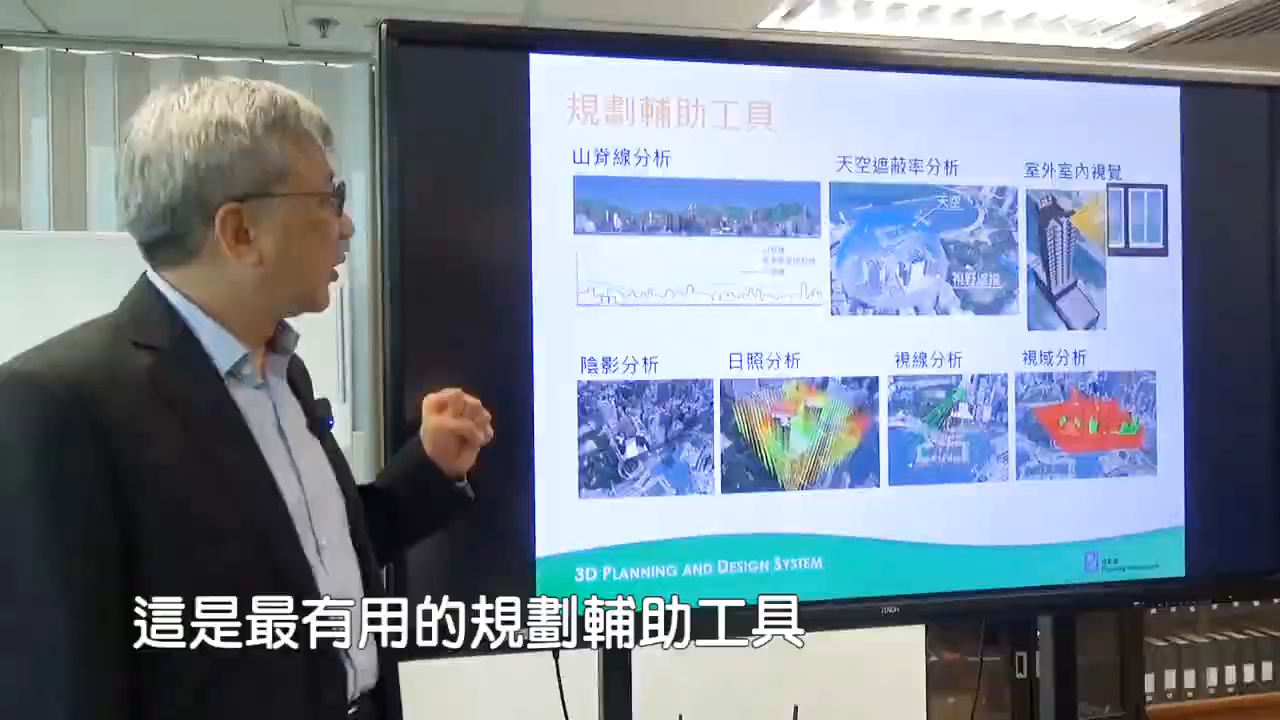 規劃輔助工具
山脊線分析
天空遮蔽率分析
室外室內視覺
天空
視野遮擋
陰影分析
日照分析
視線分析
視域分析
3D PLANNING AND DESIGN SYSTEM
這是最有用的規劃輔助工具